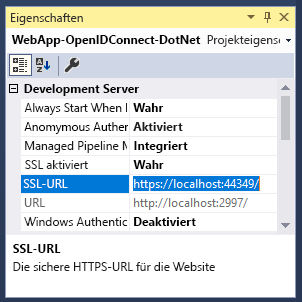 Eigenschaften
WebApp-OpenIDConnect-DotNet Projekteigensc
Development Server
Always Start When I Wahr
Anonymous Authen Aktiviert
Managed Pipeline M Integriert
SSL aktiviert Wahr
SSL-URL https://localhost:44349/
URL http://localhost:2997/
Windows Authentic Deaktiviert
SSL-URL
Die sichere HTTPS-URL für die Website